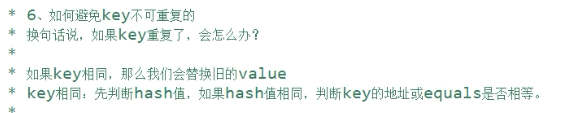 * 6、如何避免key不可重复的
* 换句话说，如果key重复了，会怎么办？
*
* 如果key相同，那么我们会替换旧的value
* key相同：先判断hash值，如果hash值相同，判断key的地址或equals是否相等。
*